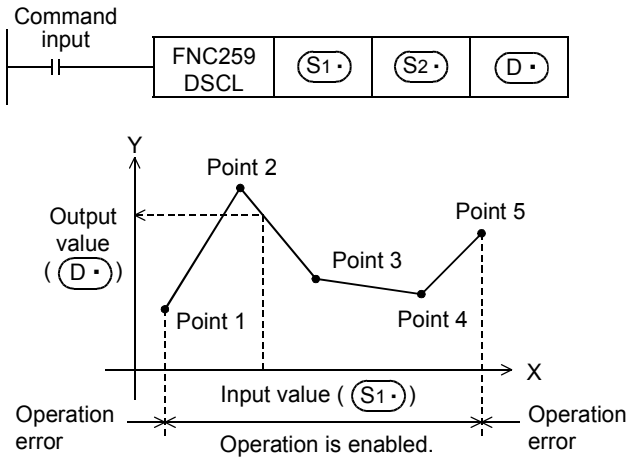 Command
input
FNC259
DSCL
S1 ·
S2 ·
D ·
Y
Point 2
Output
value
( D · )
Point 5
Point 3
Point 1
Point 4
X
Input value ( S1 · )
Operation
error
Operation is enabled.
Operation
error